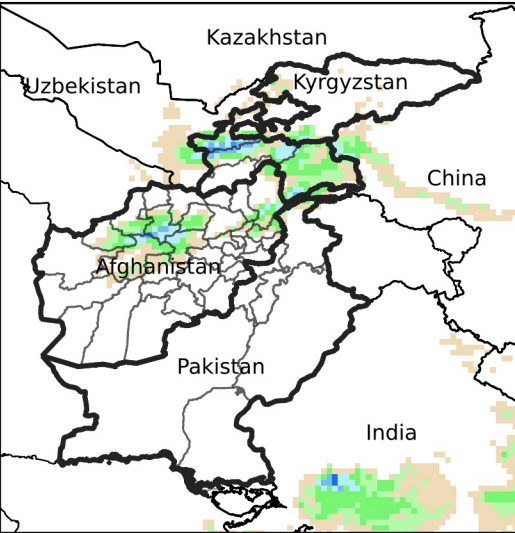 Kazakhstan
Uzbekistan
Kyrgyzstan
China
Afghanistan
Pakistan
India